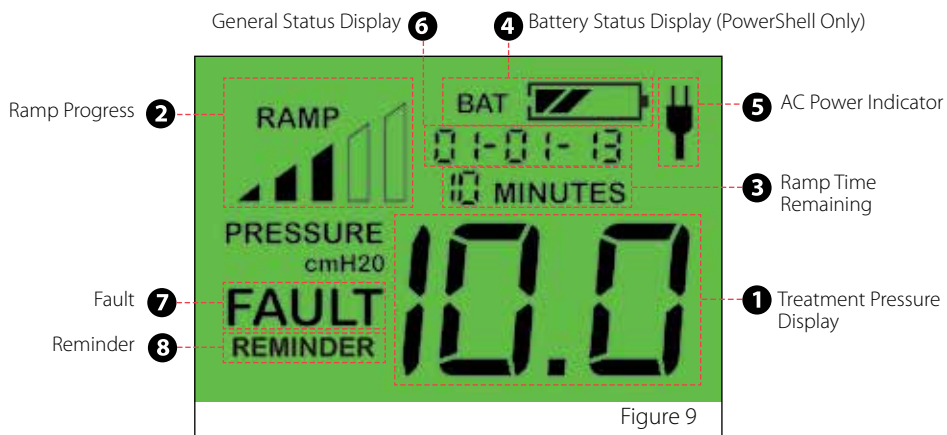 General Status Display 6
4 Battery Status Display (PowerShell Only)
Ramp Progress 2
RAMP
BAT
5 AC Power Indicator
01-01-13
10 MINUTES
3 Ramp Time
Remaining
PRESSURE
cmH20
10.0
1 Treatment Pressure
Display
Fault 7
FAULT
Reminder 8
REMINDER
Figure 9